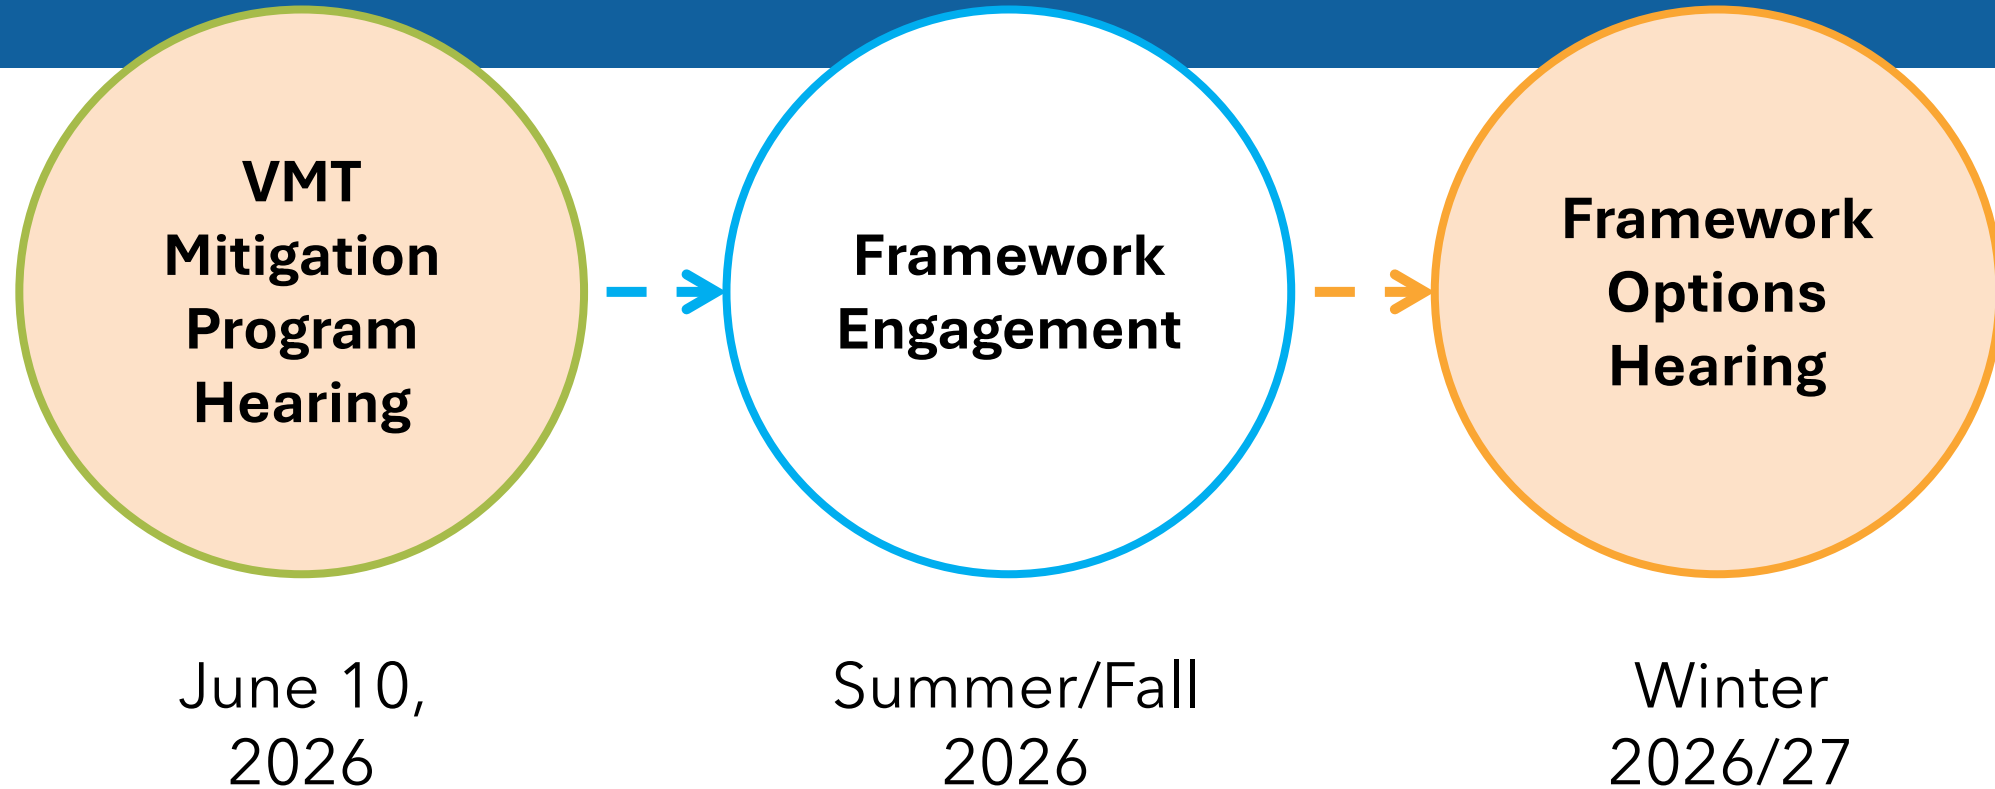 VMT
Mitigation
Program
Hearing
June 10,
2026
Framework
Engagement
Summer/Fall
2026
Framework
Options
Hearing
Winter
2026/27